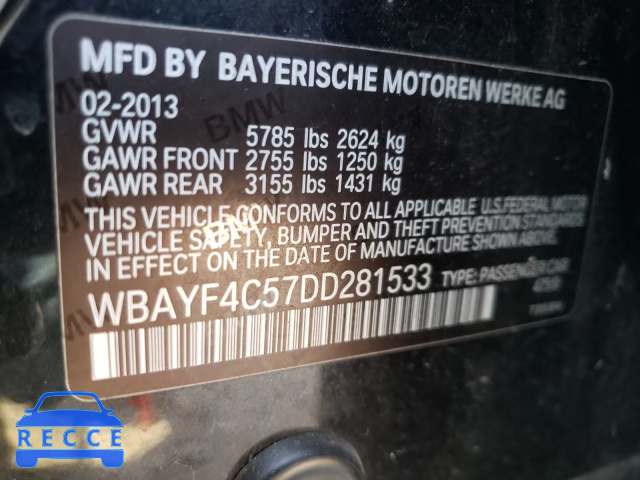 MFD BY BAYERISCHE MOTOREN WERKE AG
02-2013
GVWR 5785 lbs 2624 kg
GAWR FRONT 2755 lbs 1250 kg
GAWR REAR 3155 lbs 1431 kg
THIS VEHICLE CONFORMS TO ALL APPLICABLE U.S. FEDERAL MOTOR
VEHICLE SAFETY, BUMPER AND THEFT PREVENTION STANDARDS
IN EFFECT ON THE DATE OF MANUFACTURE SHOWN ABOVE.
WBAYF4C57DD281533 TYPE: PASSENGER CAR
RECCE